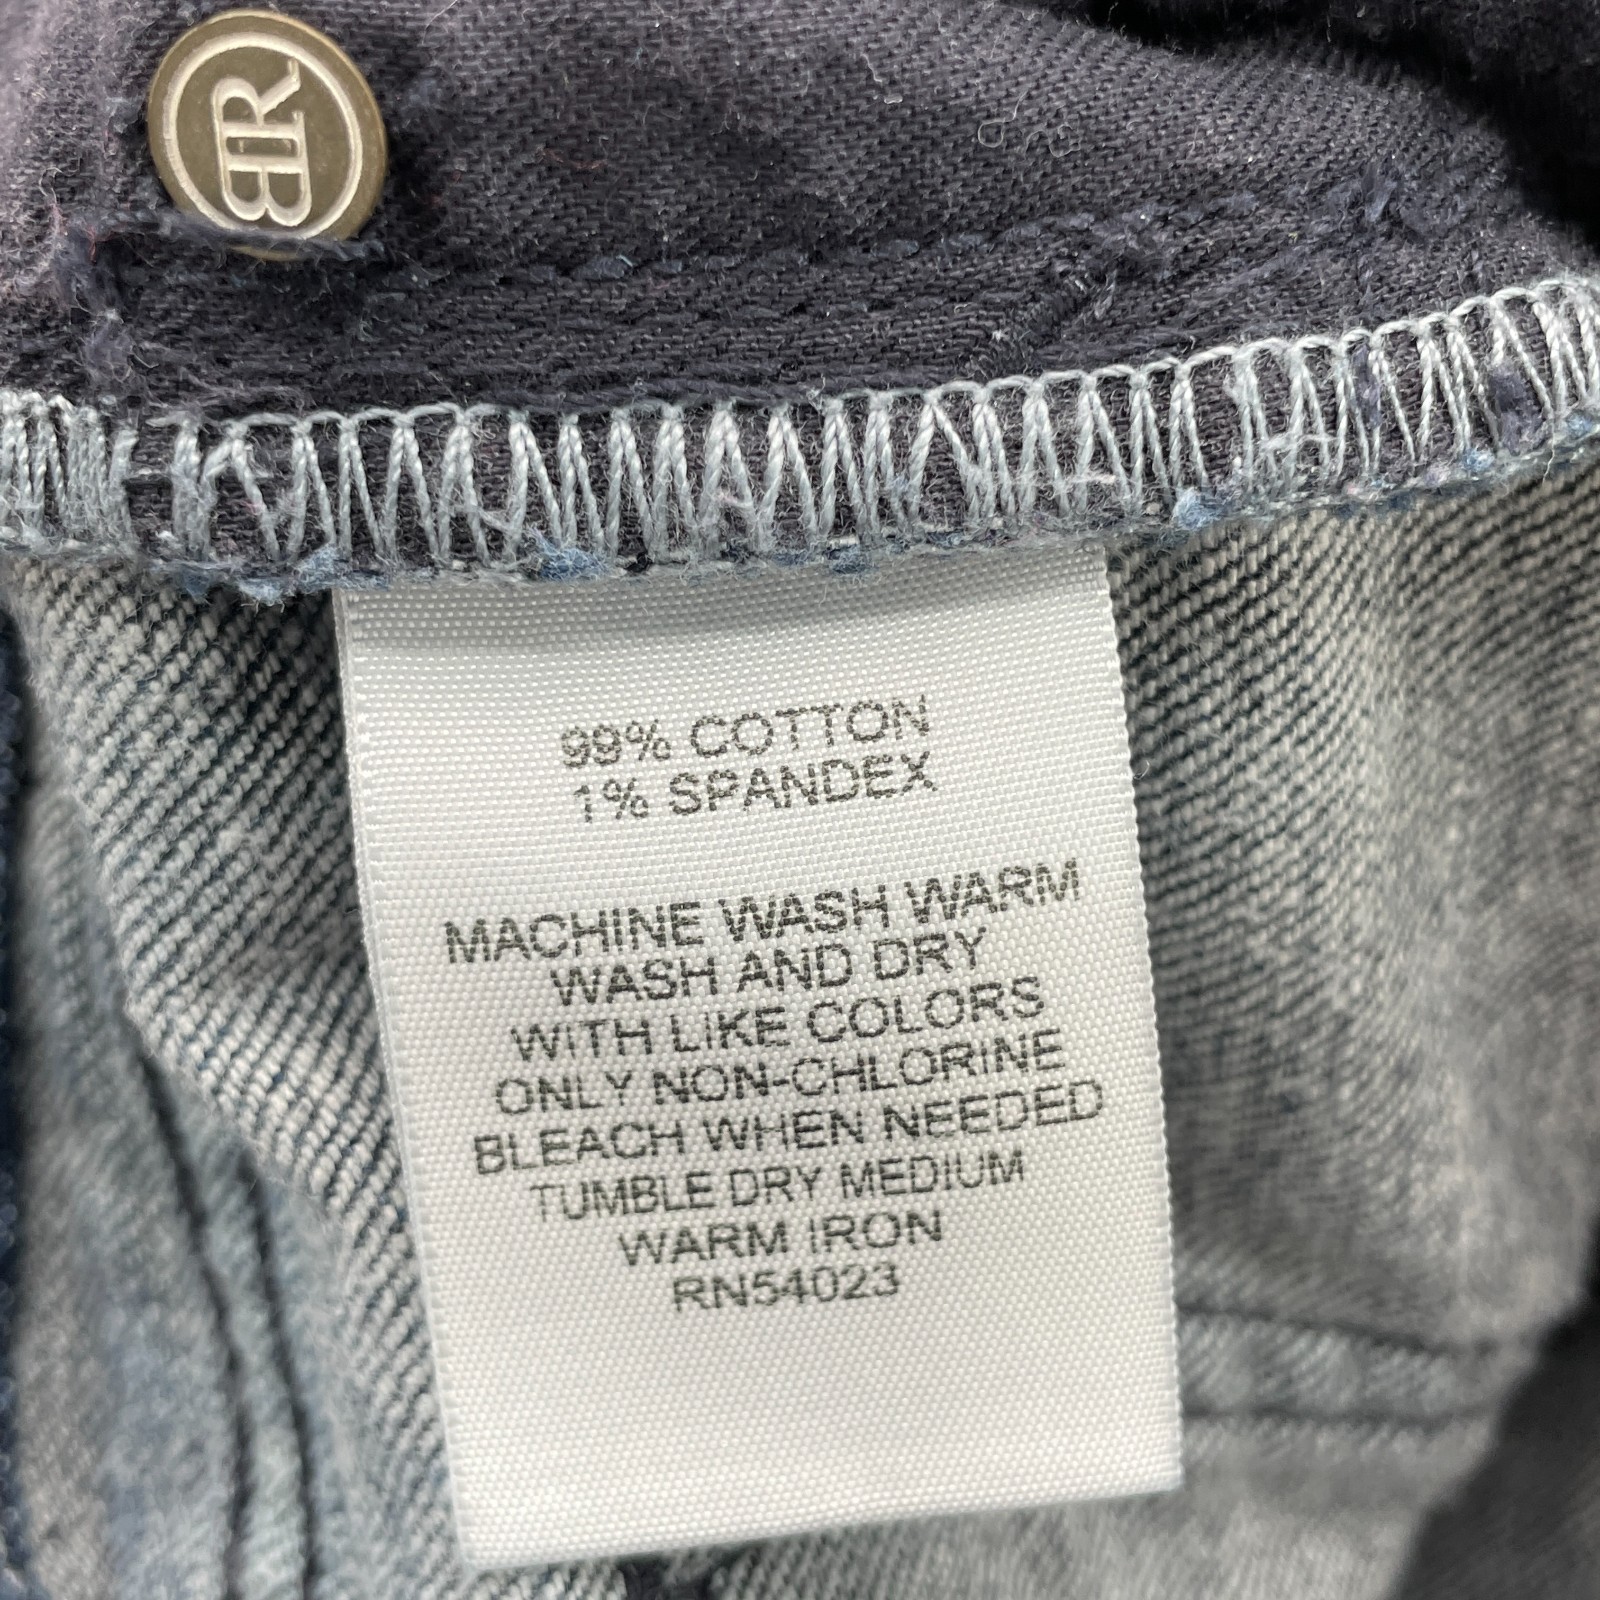 BR
99% COTTON
1% SPANDEX
MACHINE WASH WARM
WASH AND DRY
WITH LIKE COLORS
ONLY NON-CHLORINE
BLEACH WHEN NEEDED
TUMBLE DRY MEDIUM
WARM IRON
RN54023